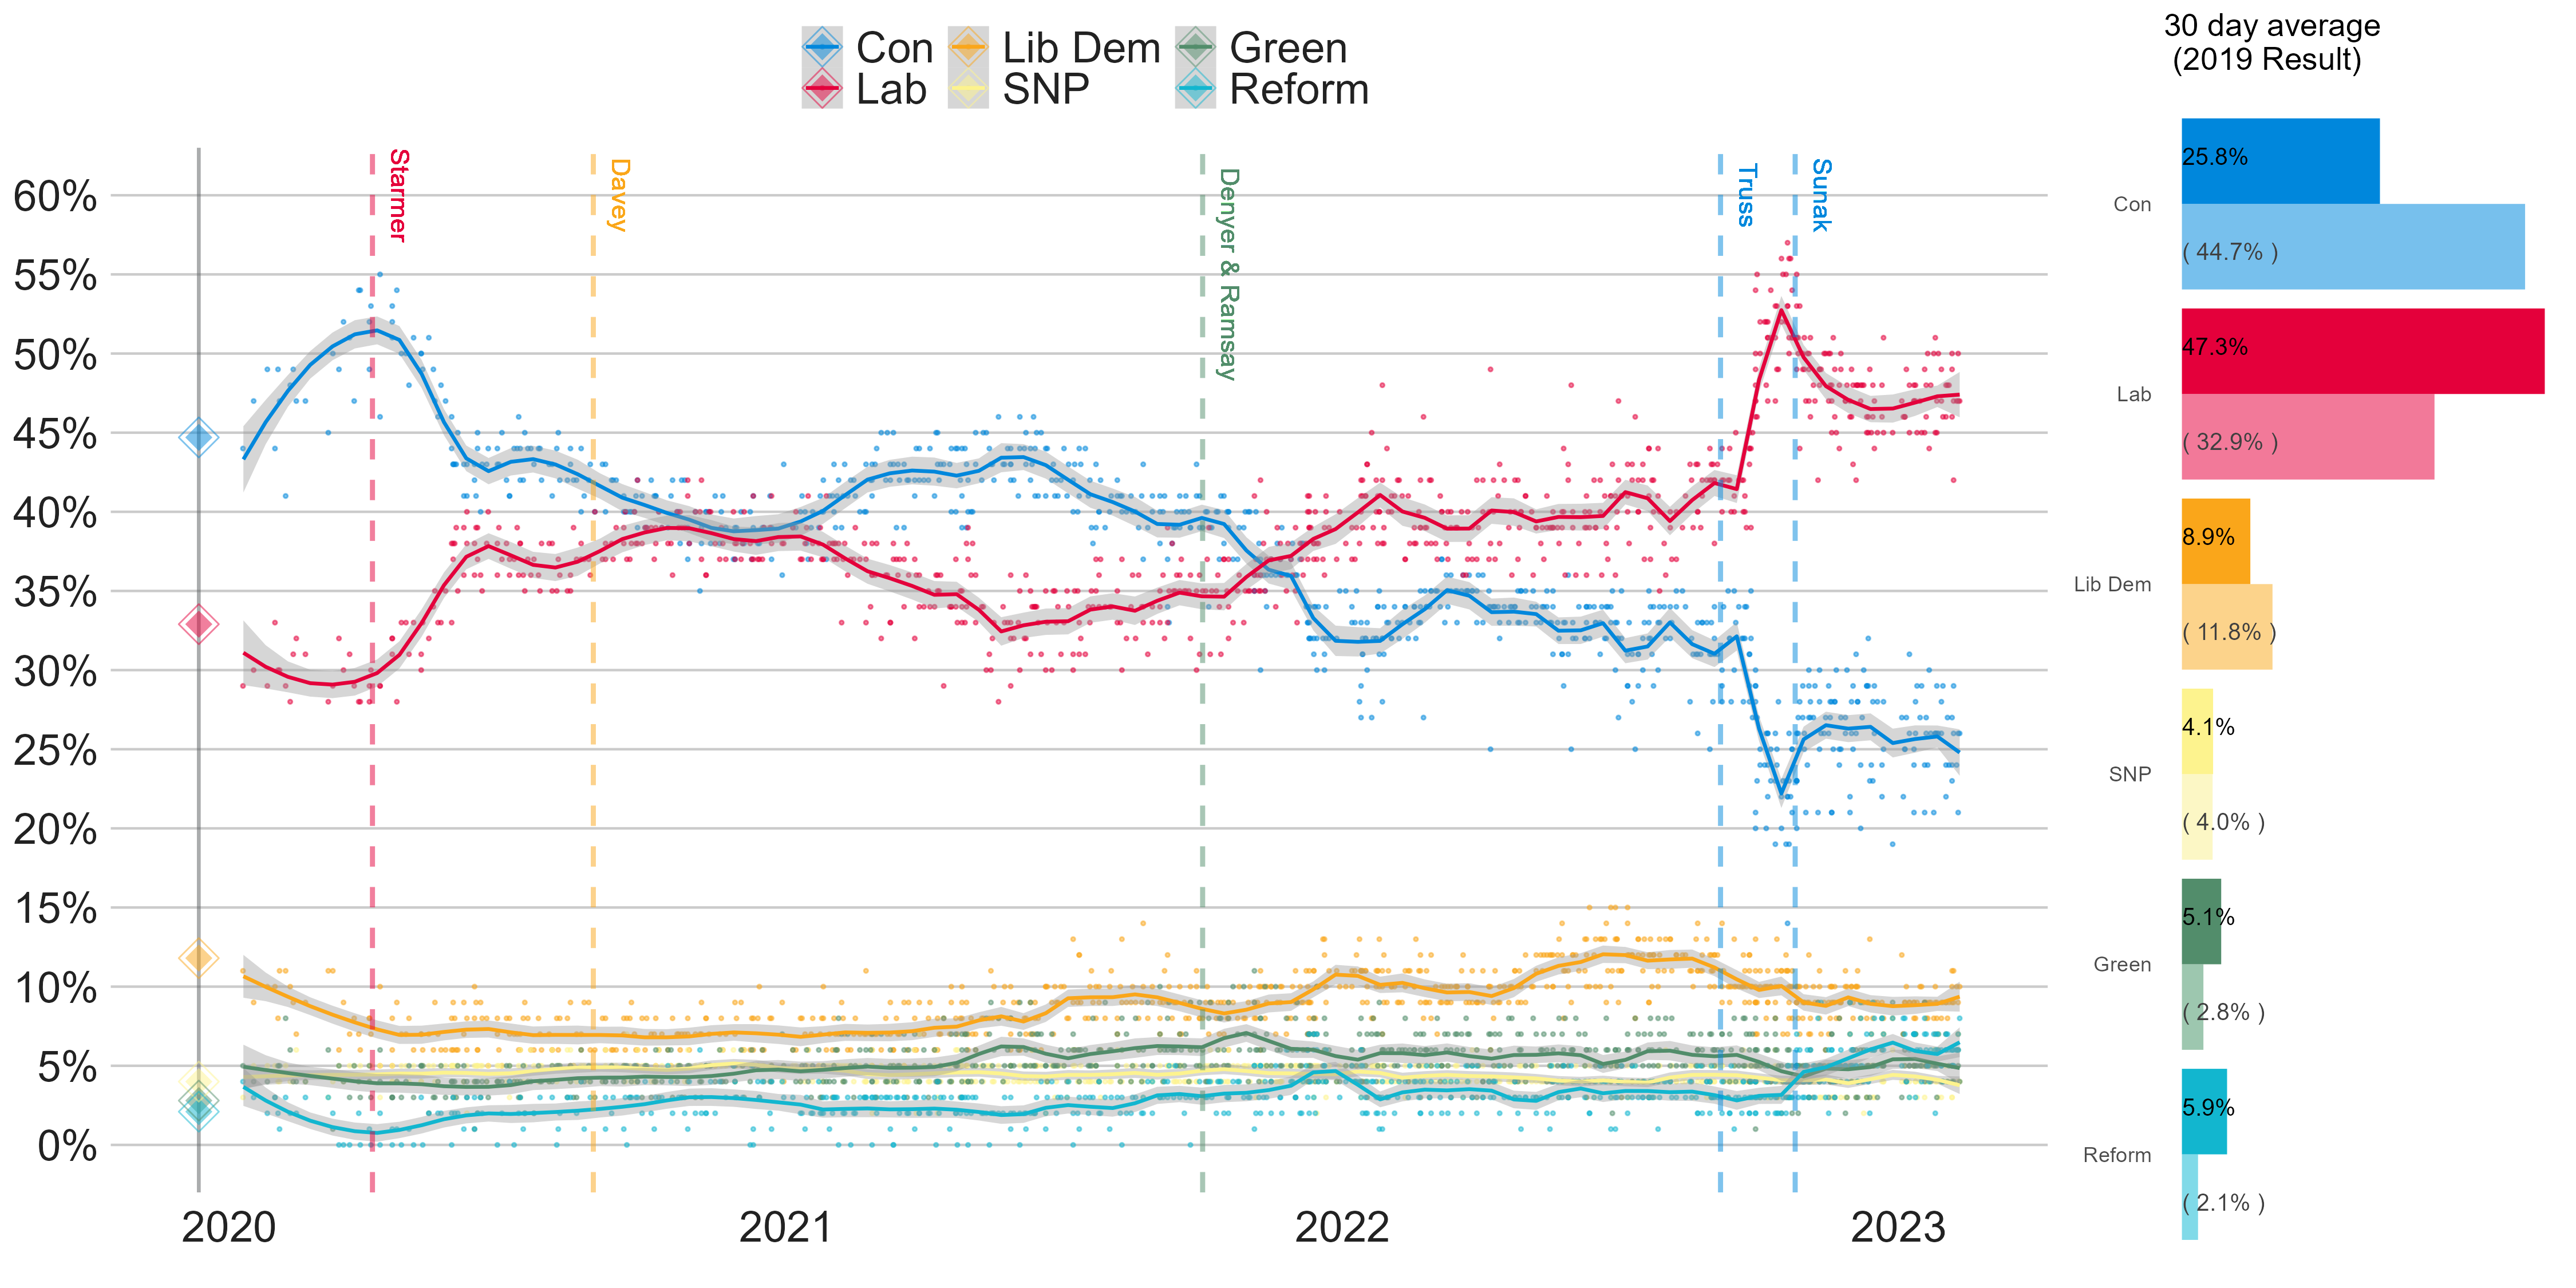 Con Lib Dem Green
Lab SNP Reform
30 day average
(2019 Result)
60%
55%
50%
45%
40%
35%
30%
25%
20%
15%
10%
5%
0%
Starmer
Davey
Denyer & Ramsay
Truss
Sunak
2020 2021 2022 2023
Con
25.8%
( 44.7% )
Lab
47.3%
( 32.9% )
Lib Dem
8.9%
( 11.8% )
SNP
4.1%
( 4.0% )
Green
5.1%
( 2.8% )
Reform
5.9%
( 2.1% )